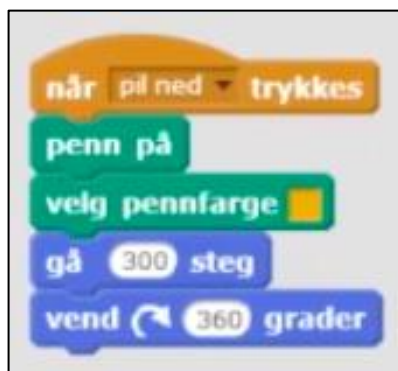 når pil ned trykkes
penn på
velg pennfarge
gå 300 steg
vend 360 grader